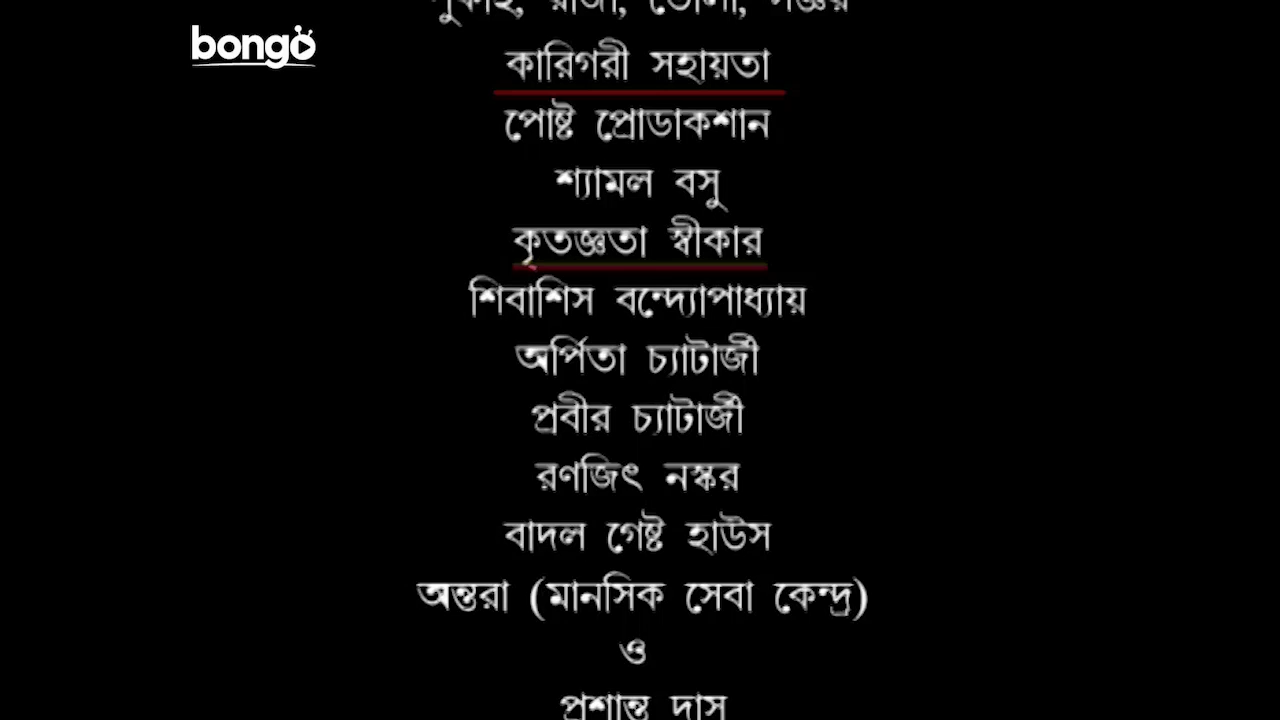 bongo
কারিগরী সহায়তা
পোষ্ট প্রোডাকশান
শ্যামল বসু
কৃতজ্ঞতা স্বীকার
শিবাশিস বন্দ্যোপাধ্যায়
অর্পিতা চ্যাটার্জী
প্রবীর চ্যাটার্জী
রণজিৎ নস্কর
বাদল গেষ্ট হাউস
অন্তরা (মানসিক সেবা কেন্দ্র)
ও
প্রশান্ত দাস